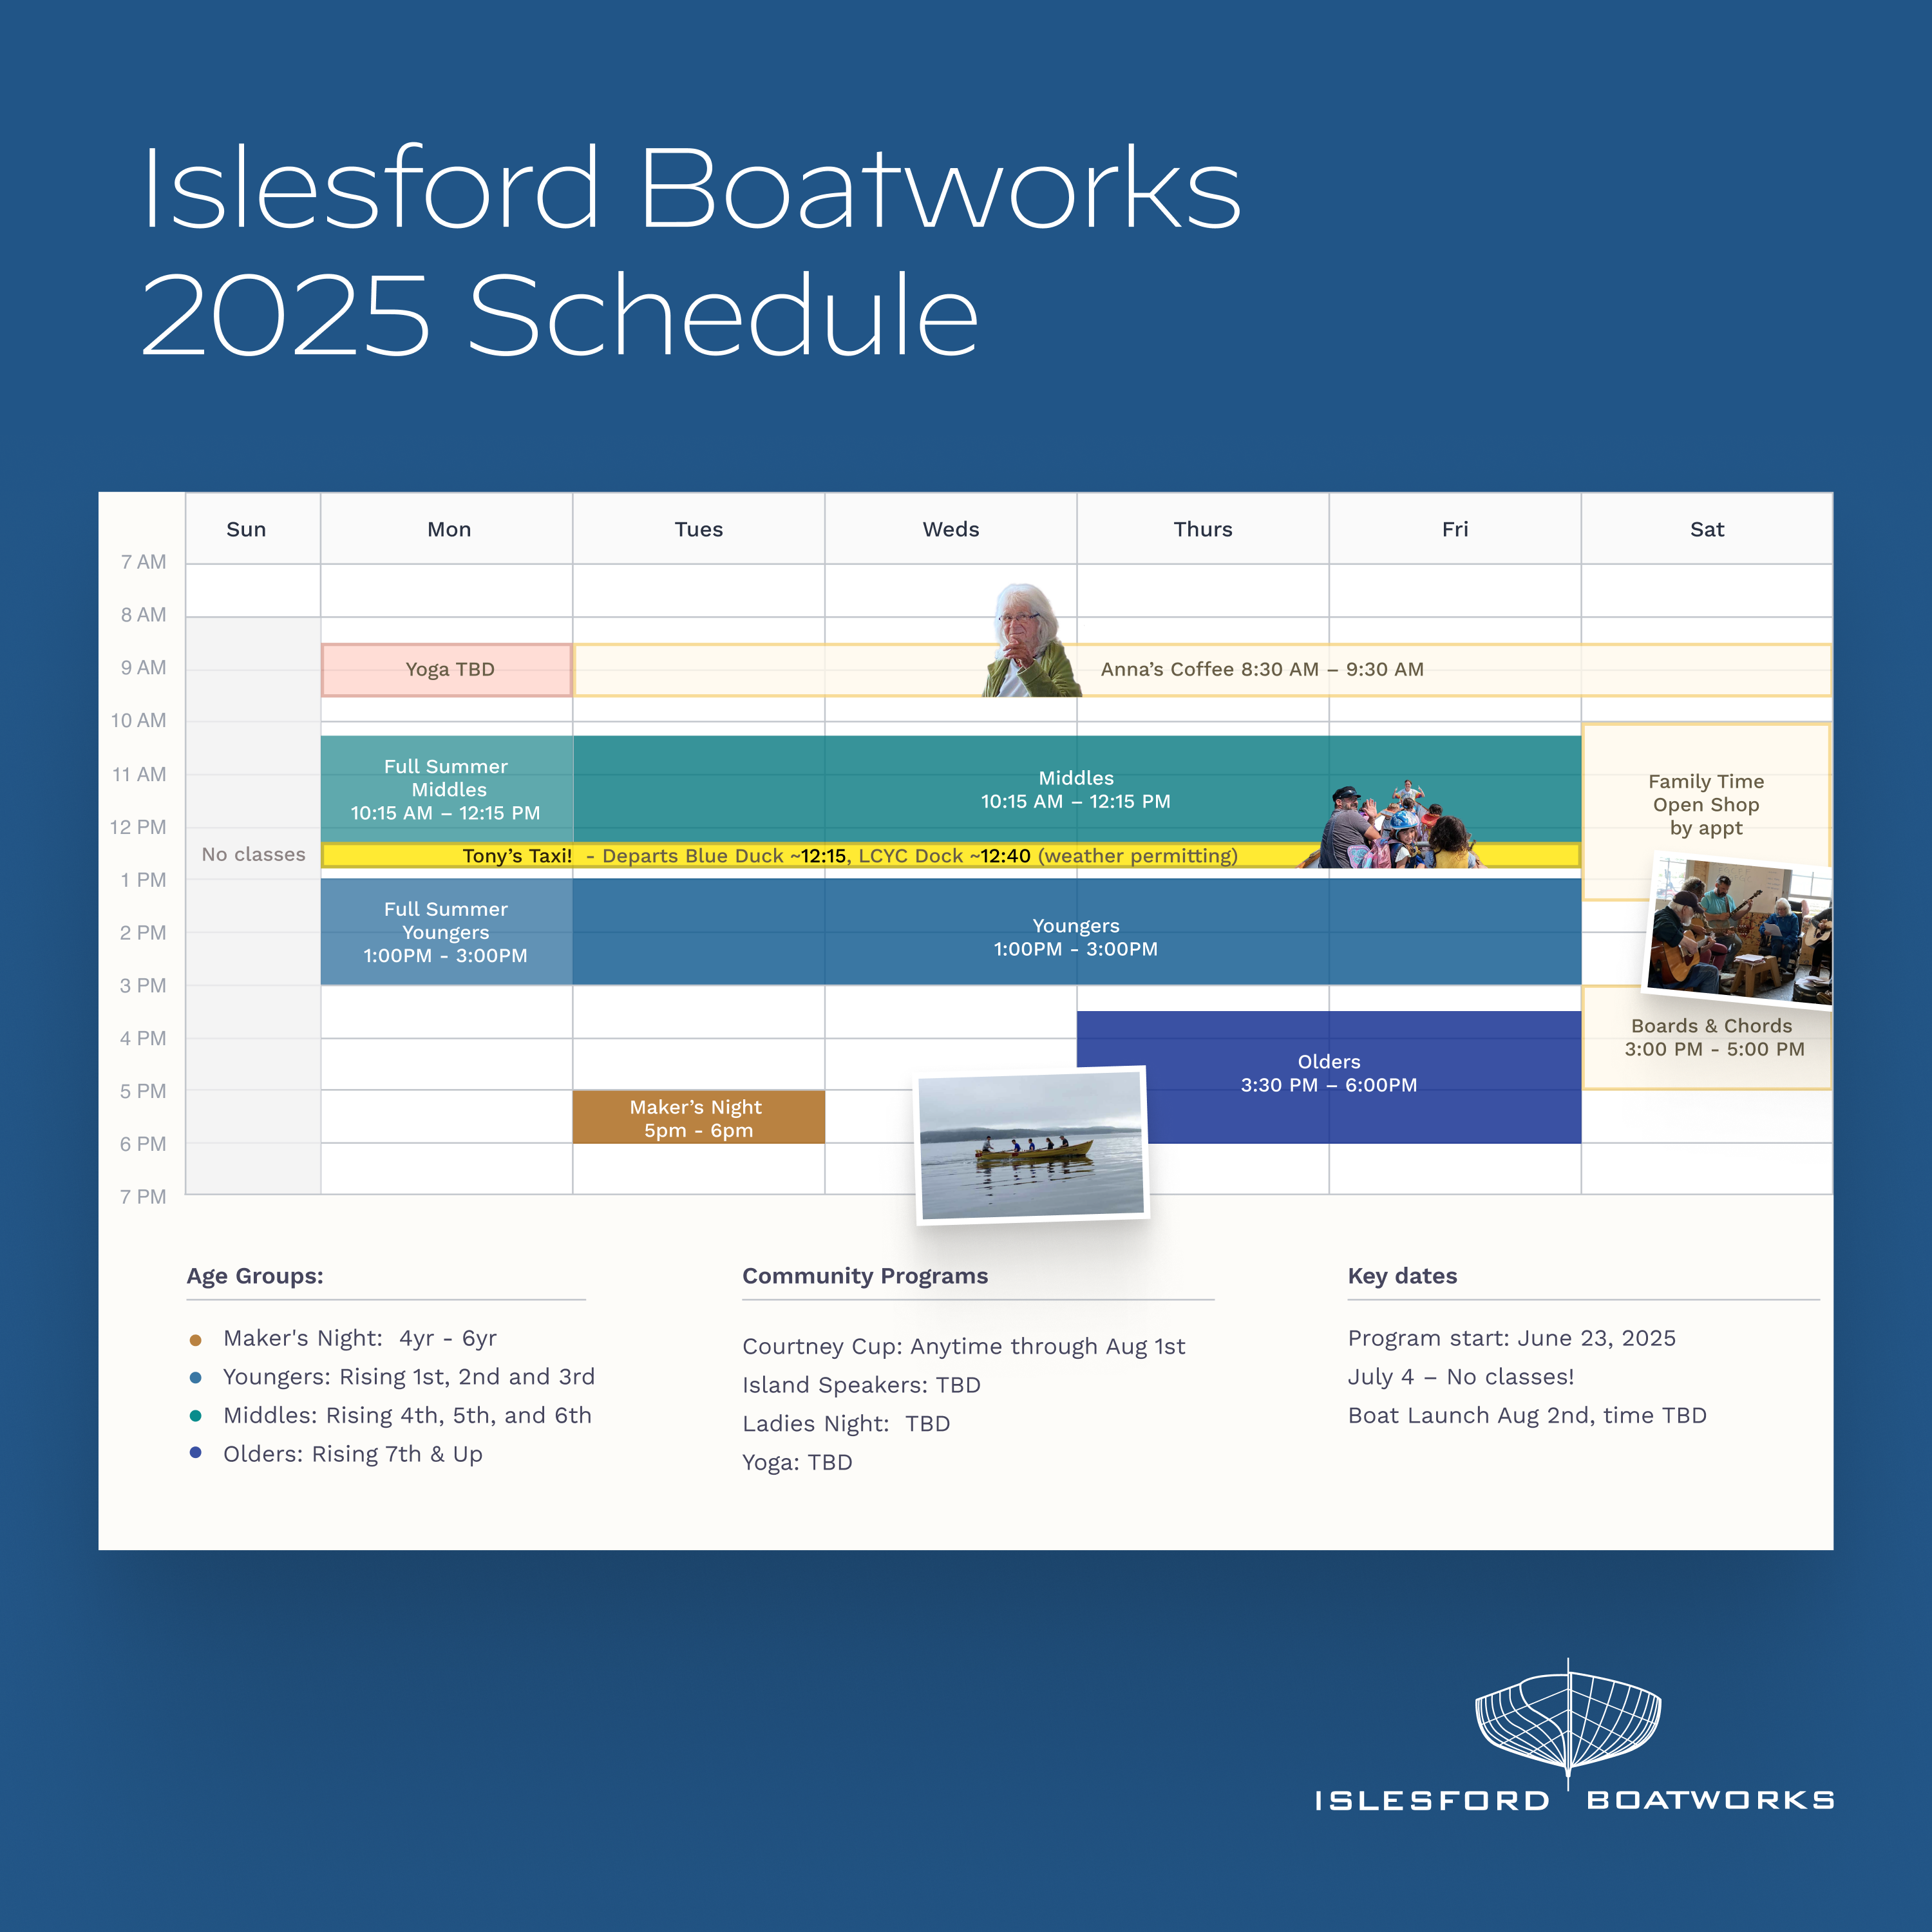 Islesford Boatworks
2025 Schedule
Sun
Mon
Tues
Weds
Thurs
Fri
Sat
7 AM
8 AM
9 AM
Yoga TBD
Anna’s Coffee 8:30 AM – 9:30 AM
10 AM
11 AM
Full Summer
Middles
10:15 AM – 12:15 PM
Middles
10:15 AM – 12:15 PM
Family Time
Open Shop
by appt
12 PM
No classes
Tony’s Taxi!  - Departs Blue Duck ~12:15, LCYC Dock ~12:40 (weather permitting)
1 PM
Full Summer
Youngers
1:00PM - 3:00PM
Youngers
1:00PM - 3:00PM
2 PM
3 PM
4 PM
Boards & Chords
3:00 PM - 5:00 PM
Olders
3:30 PM – 6:00PM
5 PM
Maker’s Night
5pm - 6pm
6 PM
7 PM
Age Groups:
Maker's Night:  4yr - 6yr
Youngers: Rising 1st, 2nd and 3rd
Middles: Rising 4th, 5th, and 6th
Olders: Rising 7th & Up
Community Programs
Courtney Cup: Anytime through Aug 1st
Island Speakers: TBD
Ladies Night:  TBD
Yoga: TBD
Key dates
Program start: June 23, 2025
July 4 – No classes!
Boat Launch Aug 2nd, time TBD
ISLESFORD BOATWORKS